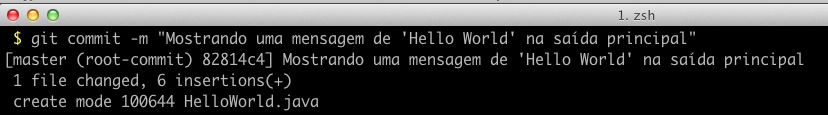 1. zsh
$ git commit -m "Mostrando uma mensagem de 'Hello World' na saída principal"
[master (root-commit) 82814c4] Mostrando uma mensagem de 'Hello World' na saída principal
1 file changed, 6 insertions(+)
create mode 100644 HelloWorld.java